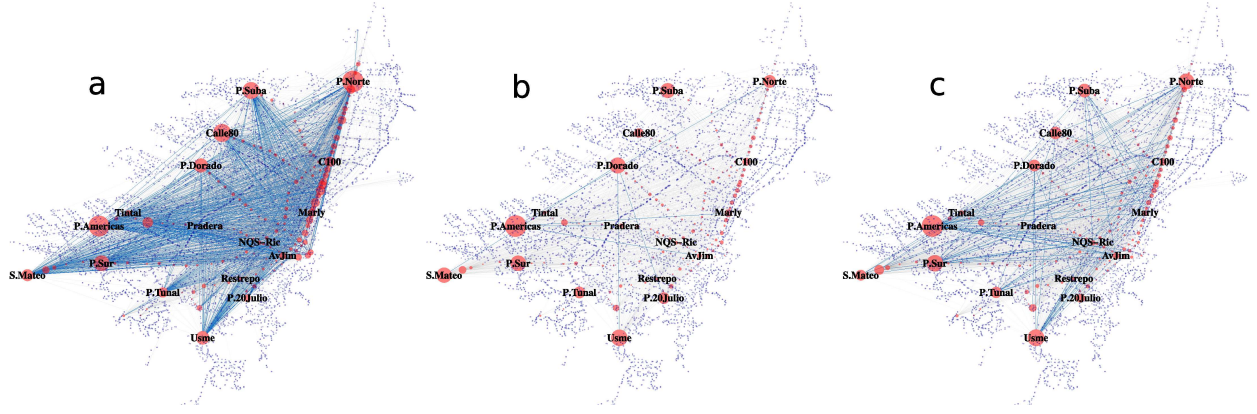 a
P.Norte
P.Suba
Calle80
C100
P.Dorado
Tintal
Marly
P.Americas
Pradera
NQS-Ric
AvJim
P.Sur
S.Mateo
Restrepo
P.Tunal
P.20Julio
Usme
b
P.Norte
P.Suba
Calle80
C100
P.Dorado
Tintal
Marly
P.Americas
Pradera
NQS-Ric
AvJim
P.Sur
S.Mateo
Restrepo
P.Tunal
P.20Julio
Usme
c
P.Norte
P.Suba
Calle80
C100
P.Dorado
Tintal
Marly
P.Americas
Pradera
NQS-Ric
AvJim
P.Sur
S.Mateo
Restrepo
P.Tunal
P.20Julio
Usme